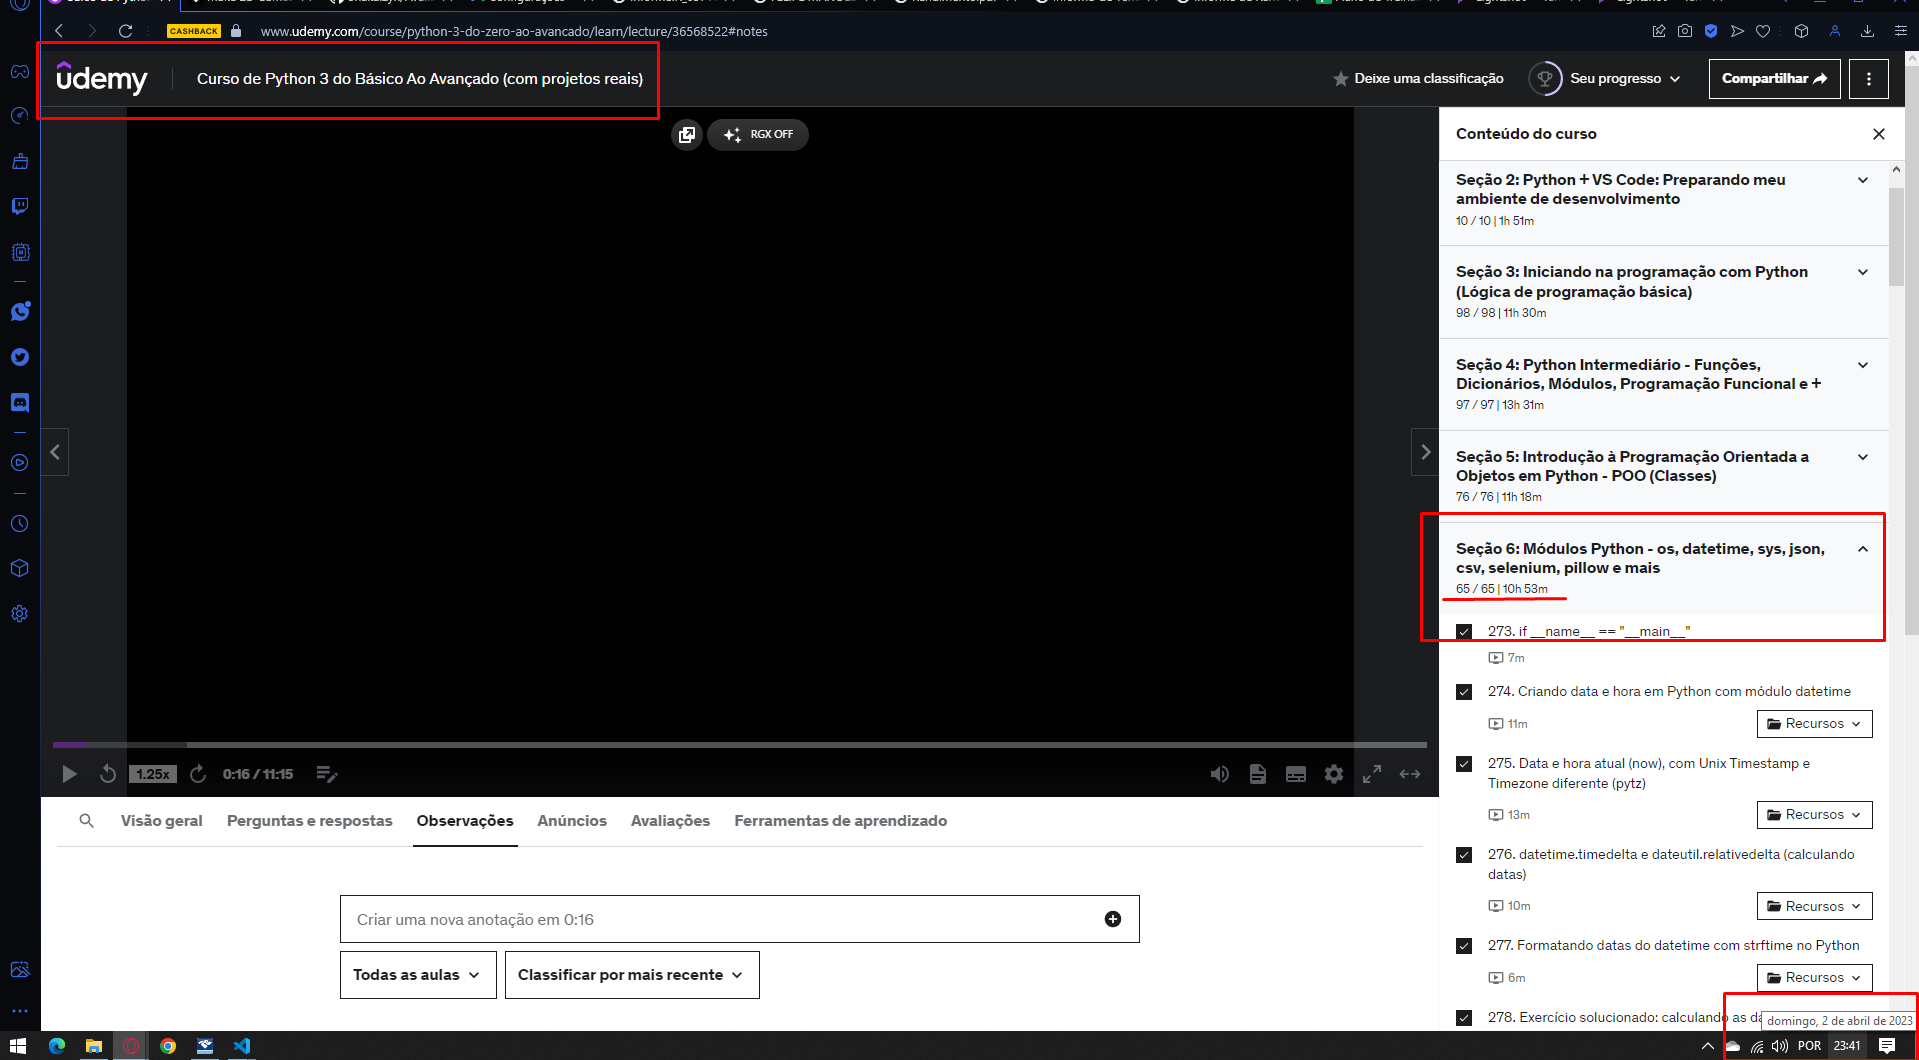 CASHBACK
www.udemy.com/course/python-3-do-zero-ao-avancado/learn/lecture/36568522#notes
udemy
Curso de Python 3 do Básico Ao Avançado (com projetos reais)
Deixe uma classificação
Seu progresso
Compartilhar
RGX OFF
1.25x
0:16 / 11:15
Visão geral
Perguntas e respostas
Observações
Anúncios
Avaliações
Ferramentas de aprendizado
Criar uma nova anotação em 0:16
Todas as aulas
Classificar por mais recente
Conteúdo do curso
Seção 2: Python + VS Code: Preparando meu
ambiente de desenvolvimento
10 / 10 | 1h 51m
Seção 3: Iniciando na programação com Python
(Lógica de programação básica)
98 / 98 | 11h 30m
Seção 4: Python Intermediário - Funções,
Dicionários, Módulos, Programação Funcional e +
97 / 97 | 13h 31m
Seção 5: Introdução à Programação Orientada a
Objetos em Python - POO (Classes)
76 / 76 | 11h 18m
Seção 6: Módulos Python - os, datetime, sys, json,
csv, selenium, pillow e mais
65 / 65 | 10h 53m
273. if __name__ == "__main__"
7m
274. Criando data e hora em Python com módulo datetime
11m
Recursos
275. Data e hora atual (now), com Unix Timestamp e
Timezone diferente (pytz)
13m
Recursos
276. datetime.timedelta e dateutil.relativedelta (calculando
datas)
10m
Recursos
277. Formatando datas do datetime com strftime no Python
6m
Recursos
278. Exercício solucionado: calculando as
domingo, 2 de abril de 2023
POR
23:41